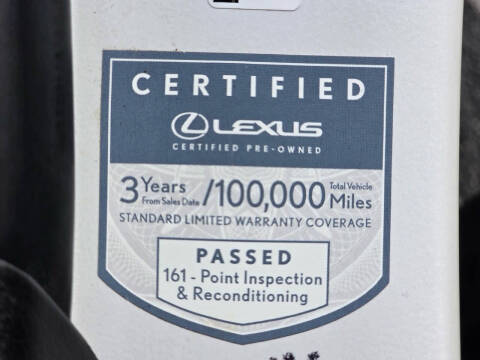 CERTIFIED
LEXUS
CERTIFIED PRE-OWNED
3 Years From Sales Date /100,000 Total Vehicle Miles
STANDARD LIMITED WARRANTY COVERAGE
PASSED
161 - Point Inspection
& Reconditioning